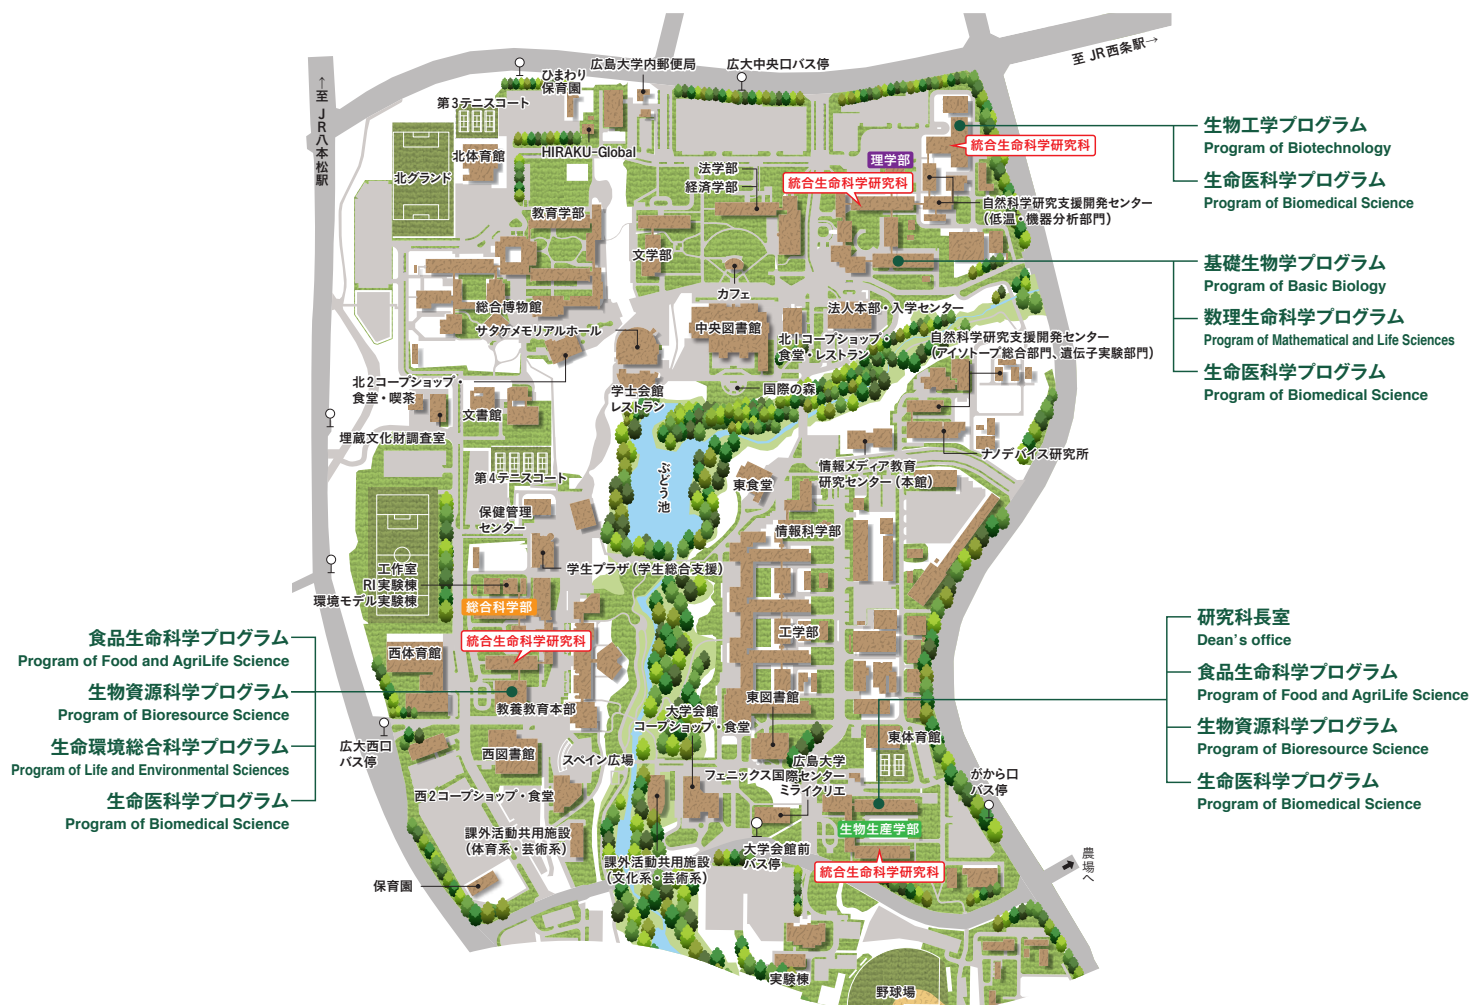 至 JR西条駅→
←至 JR八本松駅
ひまわり
保育園
広島大学内郵便局
広大中央口バス停
第3テニスコート
HIRAKU-Global
北体育館
北グランド
法学部
経済学部
理学部
統合生命科学研究科
統合生命科学研究科
自然科学研究支援開発センター
(低温・機器分析部門)
生物工学プログラム
Program of Biotechnology
生命医科学プログラム
Program of Biomedical Science
教育学部
文学部
カフェ
基礎生物学プログラム
Program of Basic Biology
数理生命科学プログラム
Program of Mathematical and Life Sciences
生命医科学プログラム
Program of Biomedical Science
総合博物館
サタケメモリアルホール
中央図書館
法人本部・入学センター
北1コープショップ・
食堂・レストラン
自然科学研究支援開発センター
(アイソトープ総合部門、遺伝子実験部門)
北2コープショップ・
食堂・喫茶
学士会館
レストラン
国際の森
文書館
埋蔵文化財調査室
第4テニスコート
ぶどう池
東食堂
情報メディア教育
研究センター(本館)
ナノデバイス研究所
保健管理
センター
情報科学部
学生プラザ(学生総合支援)
工作室
RI実験棟
環境モデル実験棟
総合科学部
統合生命科学研究科
工学部
西体育館
教養教育本部
食品生命科学プログラム
Program of Food and AgriLife Science
生物資源科学プログラム
Program of Bioresource Science
生命環境総合科学プログラム
Program of Life and Environmental Sciences
生命医科学プログラム
Program of Biomedical Science
研究科長室
Dean's office
食品生命科学プログラム
Program of Food and AgriLife Science
生物資源科学プログラム
Program of Bioresource Science
生命医科学プログラム
Program of Biomedical Science
東図書館
大学会館
コープショップ・食堂
広大西口
バス停
西図書館
スペイン広場
東体育館
広島大学
フェニックス国際センター
ミライクリエ
がから口
バス停
西2コープショップ・食堂
課外活動共用施設
(体育系・芸術系)
生物生産学部
大学会館前
バス停
課外活動共用施設
(文化系・芸術系)
統合生命科学研究科
農場へ
保育園
実験棟
野球場